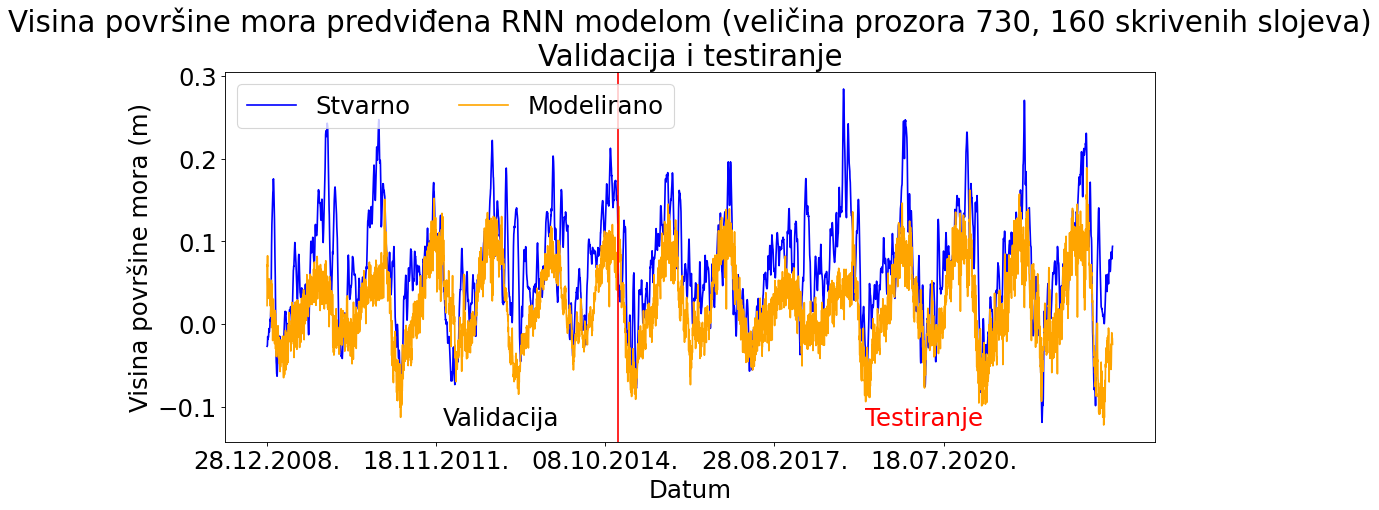 Visina površine mora predviđena RNN modelom (veličina prozora 730, 160 skrivenih slojeva)
Validacija i testiranje
Stvarno
Modelirano
Visina površine mora (m)
0.3
0.2
0.1
0.0
−0.1
Validacija
Testiranje
28.12.2008.
18.11.2011.
08.10.2014.
28.08.2017.
18.07.2020.
Datum